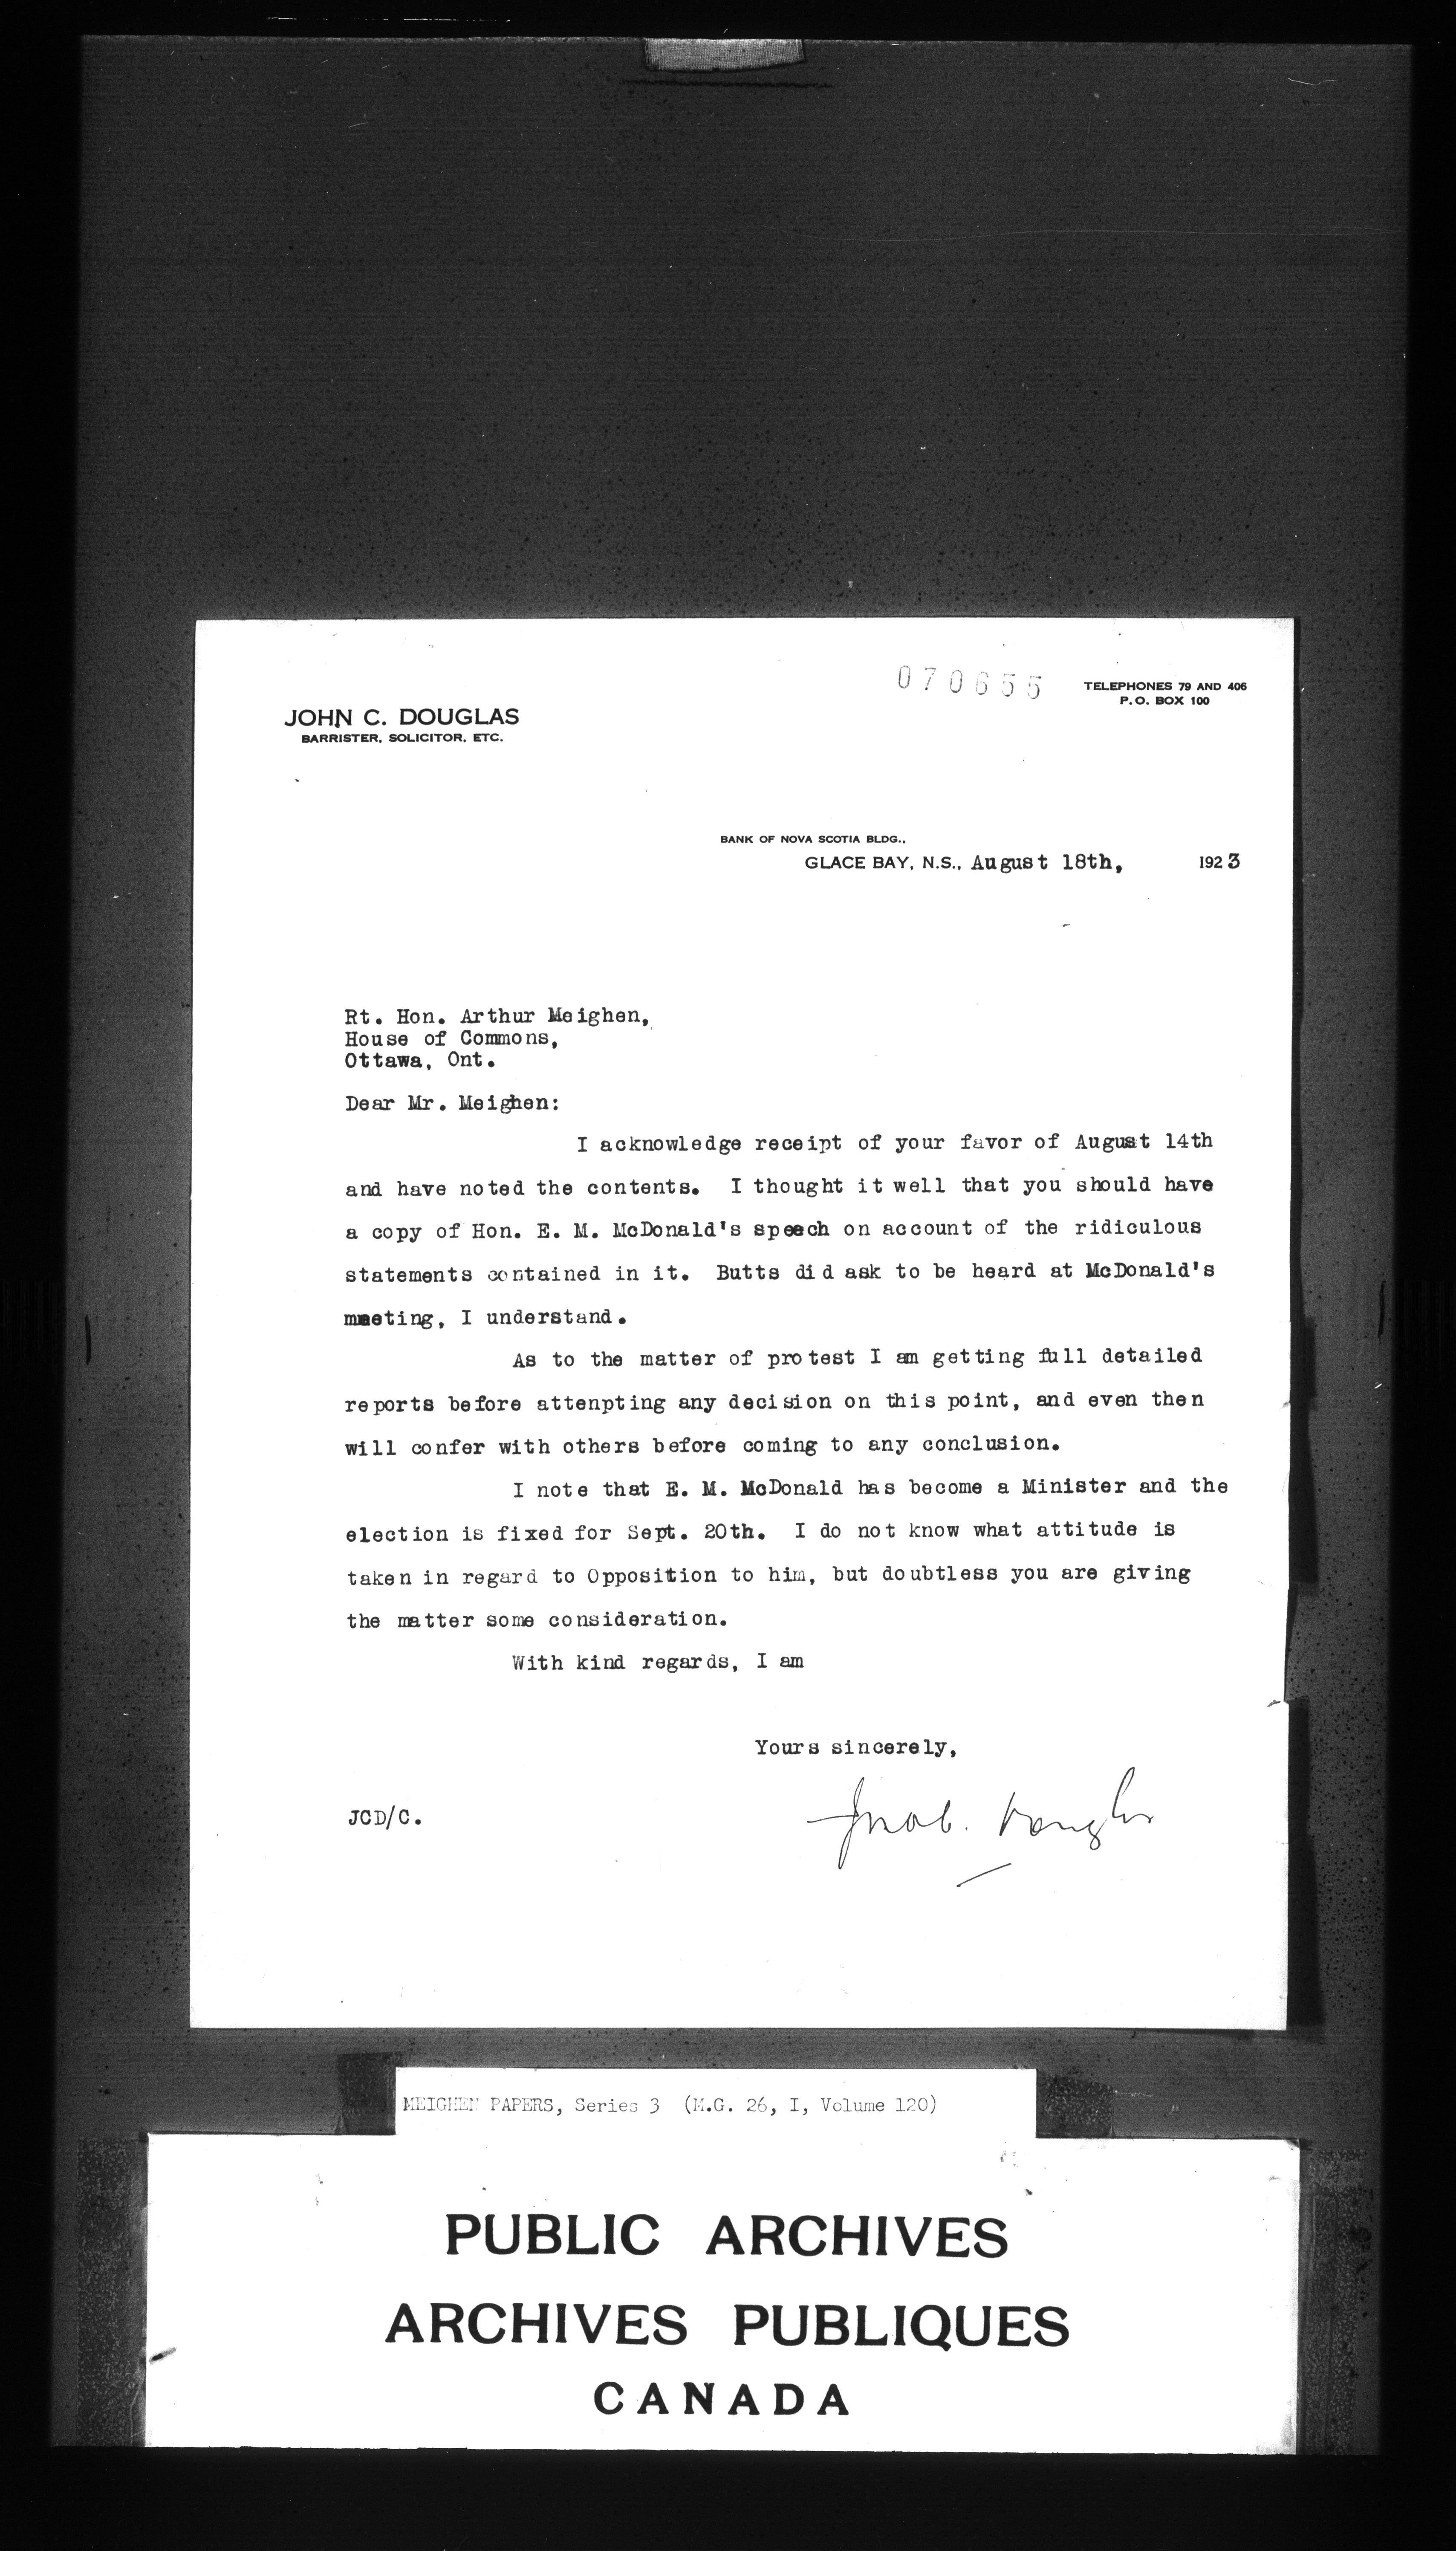 070655
TELEPHONES 79 AND 406
P.O. BOX 100
JOHN C. DOUGLAS
BARRISTER, SOLICITOR, ETC.
BANK OF NOVA SCOTIA BLDG.,
GLACE BAY, N.S., August 18th, 1923
Rt. Hon. Arthur Meighen,
House of Commons,
Ottawa, Ont.
Dear Mr. Meighen:
I acknowledge receipt of your favor of August 14th
and have noted the contents. I thought it well that you should have
a copy of Hon. E. M. McDonald's speech on account of the ridiculous
statements contained in it. Butts did ask to be heard at McDonald's
meeting, I understand.
As to the matter of protest I am getting full detailed
reports before attenpting any decision on this point, and even then
will confer with others before coming to any conclusion.
I note that E. M. McDonald has become a Minister and the
election is fixed for Sept. 20th. I do not know what attitude is
taken in regard to Opposition to him, but doubtless you are giving
the matter some consideration.
With kind regards, I am
Yours sincerely,
JCD/C.
Jno C. Douglas
MEIGHEN PAPERS, Series 3 (M.G. 26, I, Volume 120)
PUBLIC ARCHIVES
ARCHIVES PUBLIQUES
CANADA